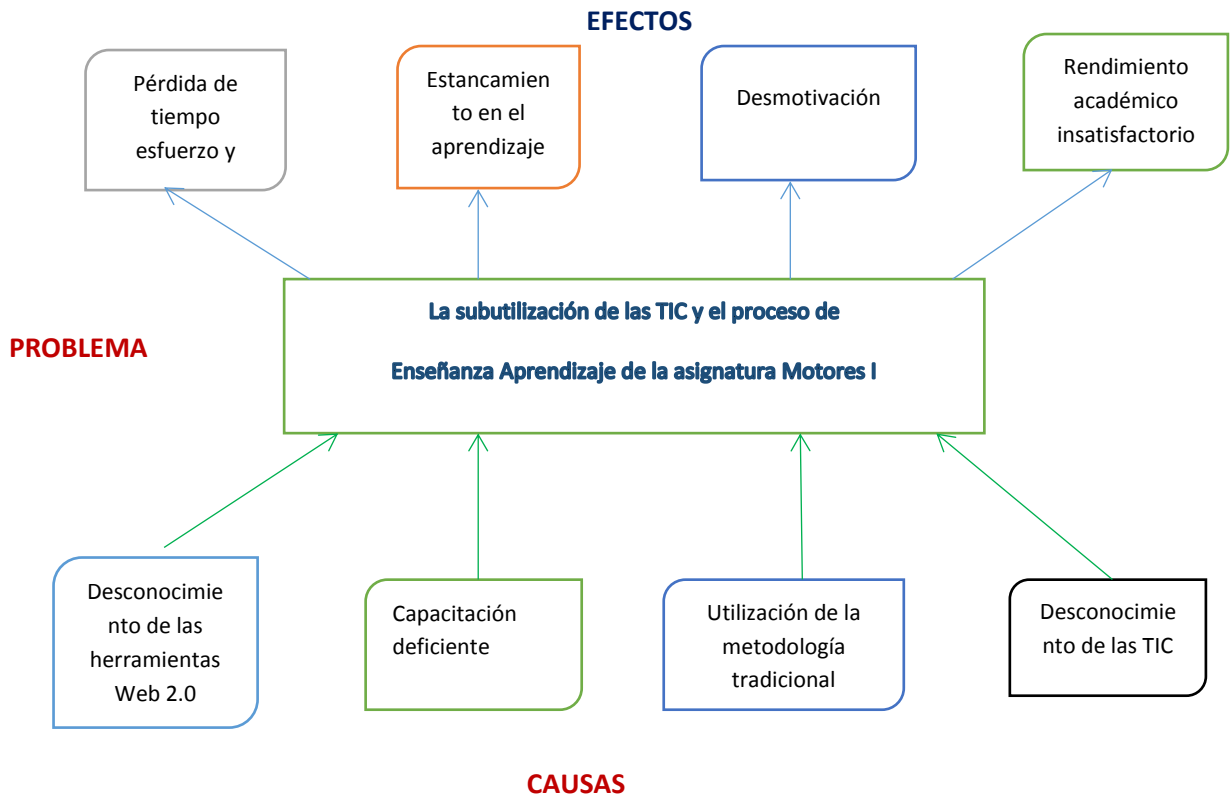 EFECTOS
Pérdida de
tiempo
esfuerzo y
Estancamien
to en el
aprendizaje
Desmotivación
Rendimiento
académico
insatisfactorio
PROBLEMA
La subutilización de las TIC y el proceso de
Enseñanza Aprendizaje de la asignatura Motores I
Desconocimie
nto de las
herramientas
Web 2.0
Capacitación
deficiente
Utilización de la
metodología
tradicional
Desconocimie
nto de las TIC
CAUSAS